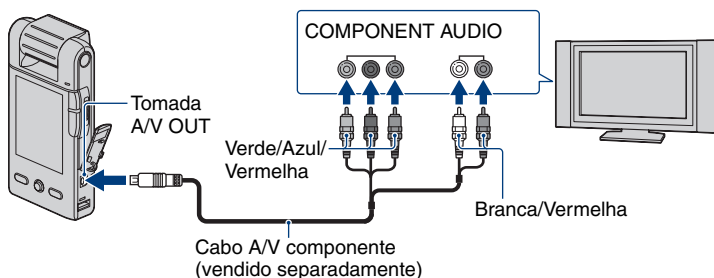 COMPONENT AUDIO
Tomada
A/V OUT
Verde/Azul/
Vermelha
Branca/Vermelha
Cabo A/V componente
(vendido separadamente)